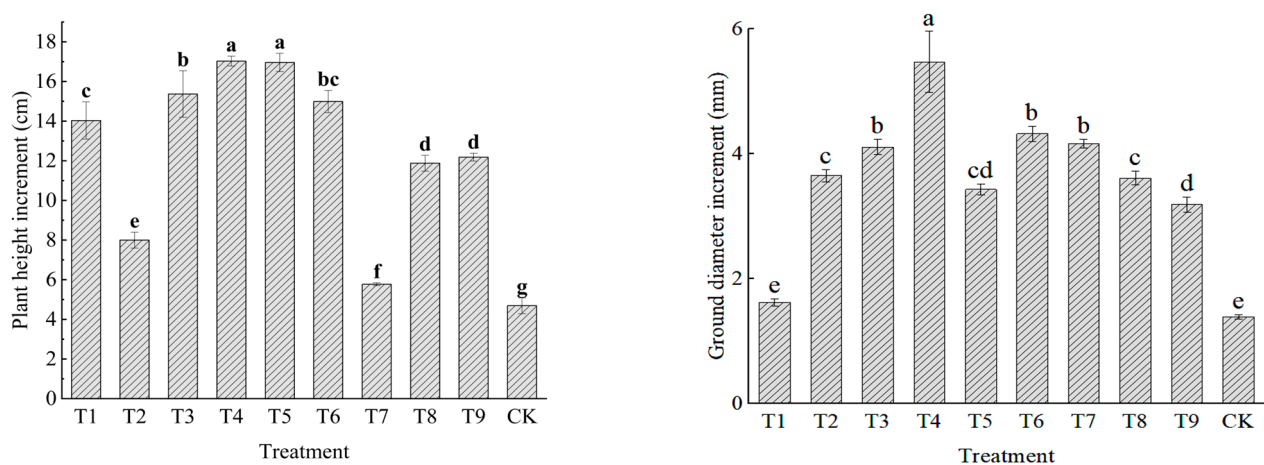 Plant height increment (cm)
18
16
14
12
10
8
6
4
2
0
c
e
b
a
a
bc
f
d
d
g
T1 T2 T3 T4 T5 T6 T7 T8 T9 CK
Treatment
Ground diameter increment (mm)
6
4
2
0
e
c
b
a
cd
b
b
c
d
e
T1 T2 T3 T4 T5 T6 T7 T8 T9 CK
Treatment